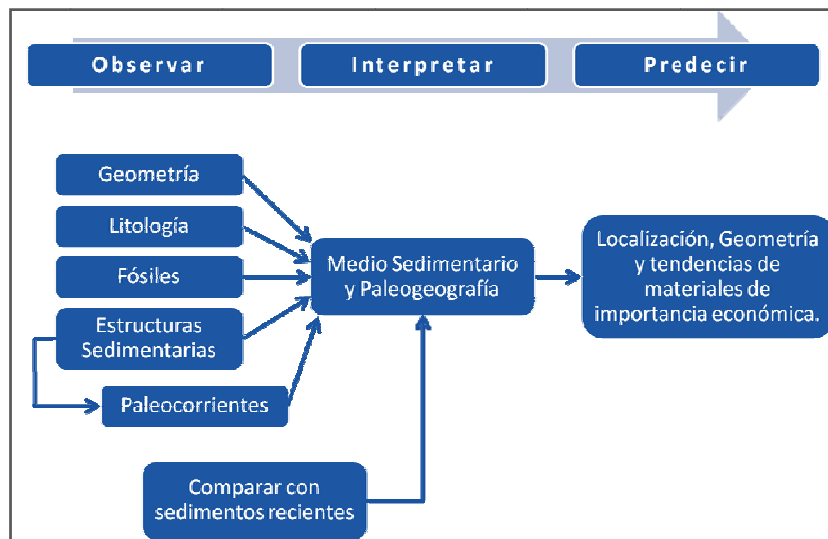 Observar
Interpretar
Predecir
Geometría
Litología
Fósiles
Estructuras
Sedimentarias
Paleocorrientes
Medio Sedimentario
y Paleogeografía
Comparar con
sedimentos recientes
Localización, Geometría
y tendencias de
materiales de
importancia económica.